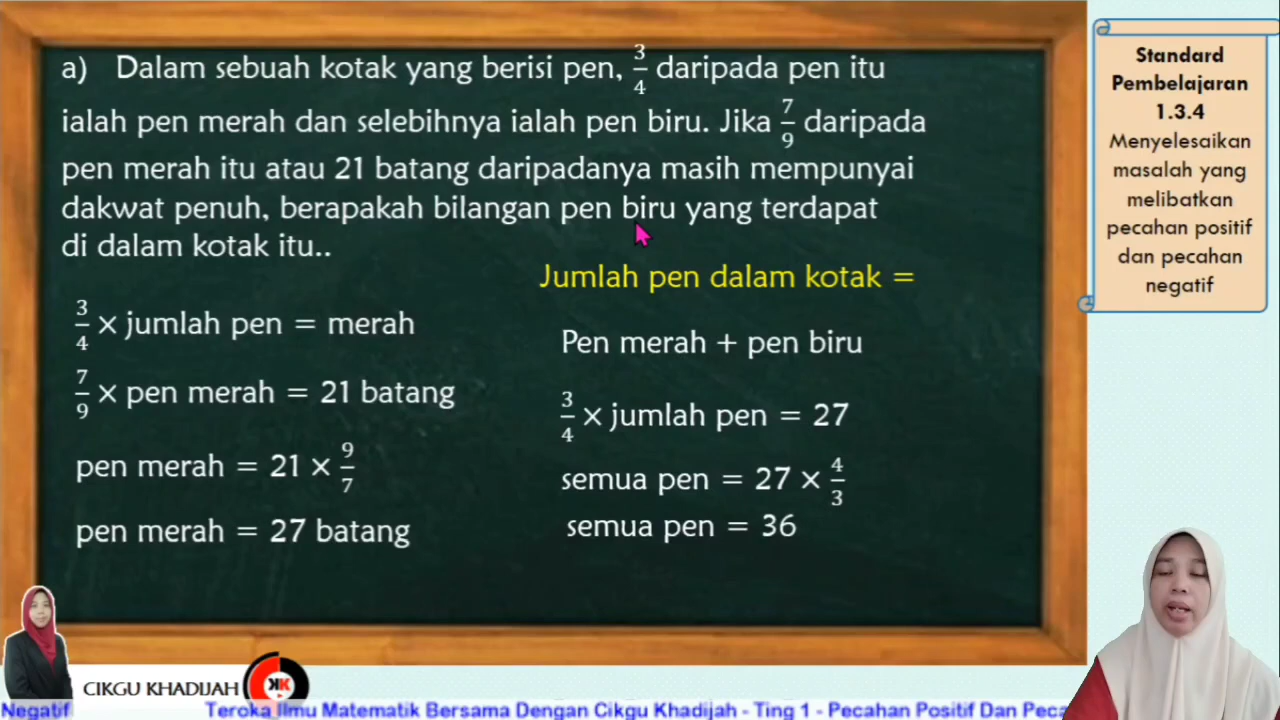 a) Dalam sebuah kotak yang berisi pen, 3/4 daripada pen itu
ialah pen merah dan selebihnya ialah pen biru. Jika 7/9 daripada
pen merah itu atau 21 batang daripadanya masih mempunyai
dakwat penuh, berapakah bilangan pen biru yang terdapat
di dalam kotak itu..
3/4 × jumlah pen = merah
7/9 × pen merah = 21 batang
pen merah = 21 × 9/7
pen merah = 27 batang
Jumlah pen dalam kotak =
Pen merah + pen biru
3/4 × jumlah pen = 27
semua pen = 27 × 4/3
semua pen = 36
Standard
Pembelajaran
1.3.4
Menyelesaikan
masalah yang
melibatkan
pecahan positif
dan pecahan
negatif
CIKGU KHADIJAH
KK
Negatif
Teroka Ilmu Matematik Bersama Dengan Cikgu Khadijah - Ting 1 - Pecahan Positif Dan Peca